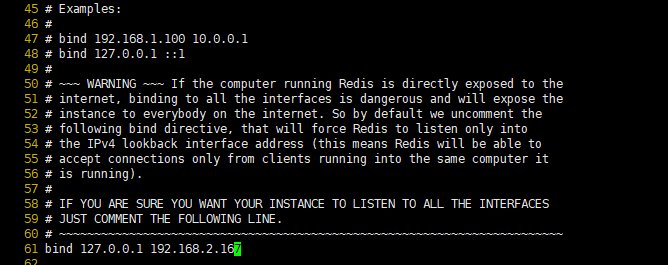 45 # Examples:
46 #
47 # bind 192.168.1.100 10.0.0.1
48 # bind 127.0.0.1 ::1
49 #
50 # ~~~ WARNING ~~~ If the computer running Redis is directly exposed to the
51 # internet, binding to all the interfaces is dangerous and will expose the
52 # instance to everybody on the internet. So by default we uncomment the
53 # following bind directive, that will force Redis to listen only into
54 # the IPv4 lookback interface address (this means Redis will be able to
55 # accept connections only from clients running into the same computer it
56 # is running).
57 #
58 # IF YOU ARE SURE YOU WANT YOUR INSTANCE TO LISTEN TO ALL THE INTERFACES
59 # JUST COMMENT THE FOLLOWING LINE.
60 # ~~~~~~~~~~~~~~~~~~~~~~~~~~~~~~~~~~~~~~~~~~~~~~~~~~~~~~~~~~~~~~~~~~~~~~~~
61 bind 127.0.0.1 192.168.2.167
62